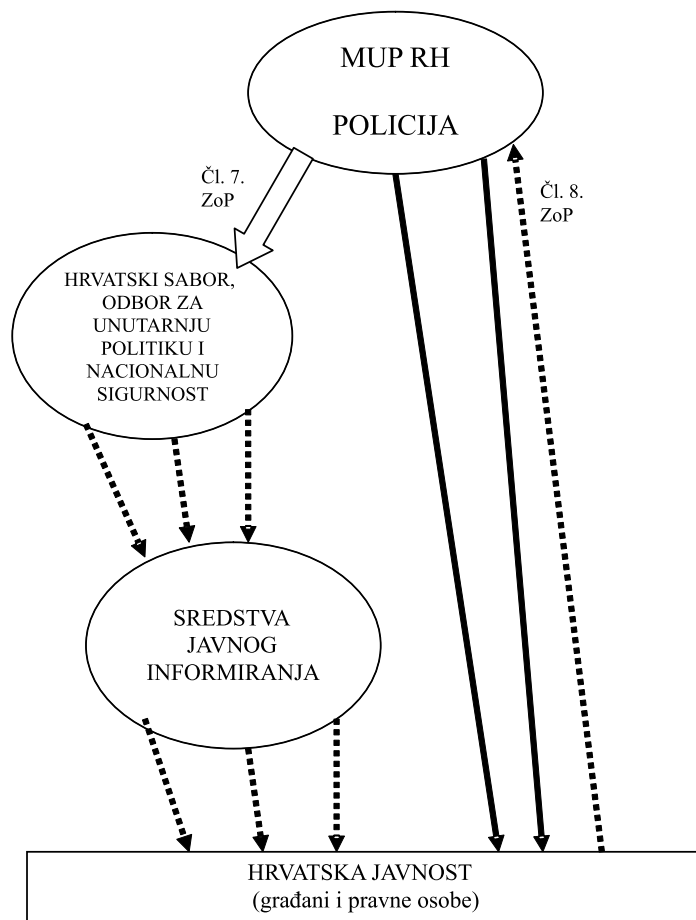 MUP RH
POLICIJA
Čl. 7.
ZoP
Čl. 8.
ZoP
HRVATSKI SABOR,
ODBOR ZA
UNUTARNJU
POLITIKU I
NACIONALNU
SIGURNOST
SREDSTVA
JAVNOG
INFORMIRANJA
HRVATSKA JAVNOST
(građani i pravne osobe)